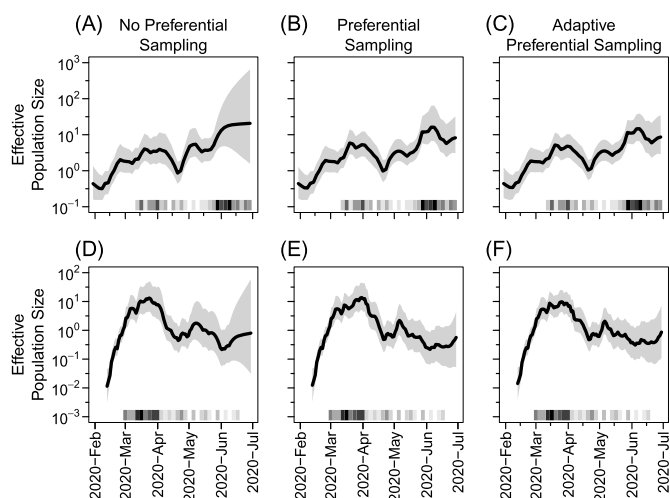 (A) No Preferential
Sampling
(B) Preferential
Sampling
(C) Adaptive
Preferential Sampling
Effective
Population Size
10³
10²
10¹
10⁰
10⁻¹
(D)
(E)
(F)
Effective
Population Size
10²
10¹
10⁰
10⁻¹
10⁻²
10⁻³
2020−Feb
2020−Mar
2020−Apr
2020−May
2020−Jun
2020−Jul
2020−Feb
2020−Mar
2020−Apr
2020−May
2020−Jun
2020−Jul
2020−Feb
2020−Mar
2020−Apr
2020−May
2020−Jun
2020−Jul